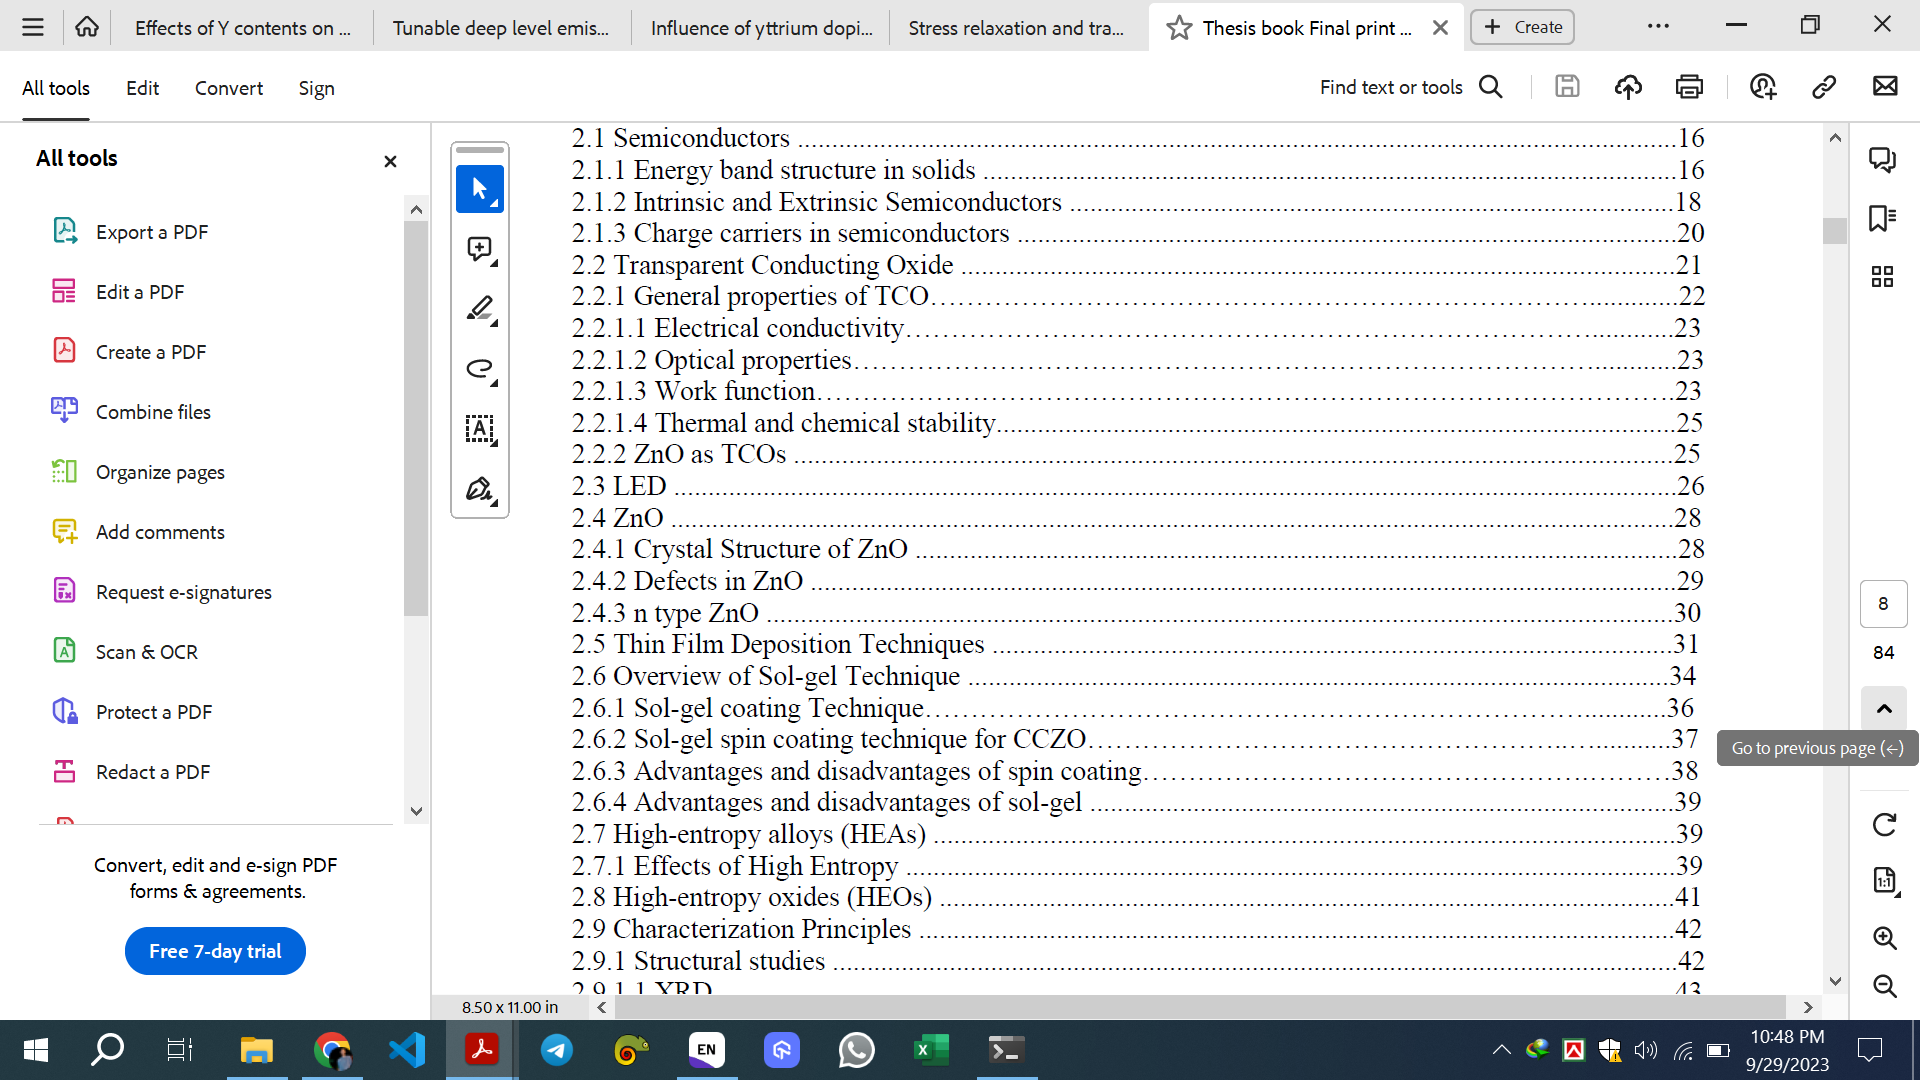 Effects of Y contents on ...
Tunable deep level emis...
Influence of yttrium dopi...
Stress relaxation and tra...
Thesis book Final print ...
Create
All tools
Edit
Convert
Sign
Find text or tools
All tools
Export a PDF
Edit a PDF
Create a PDF
Combine files
Organize pages
Add comments
Request e-signatures
Scan & OCR
Protect a PDF
Redact a PDF
Convert, edit and e-sign PDF
forms & agreements.
Free 7-day trial
2.1 Semiconductors ...16
2.1.1 Energy band structure in solids ...16
2.1.2 Intrinsic and Extrinsic Semiconductors ...18
2.1.3 Charge carriers in semiconductors ...20
2.2 Transparent Conducting Oxide ...21
2.2.1 General properties of TCO...22
2.2.1.1 Electrical conductivity...23
2.2.1.2 Optical properties...23
2.2.1.3 Work function...23
2.2.1.4 Thermal and chemical stability...25
2.2.2 ZnO as TCOs ...25
2.3 LED ...26
2.4 ZnO ...28
2.4.1 Crystal Structure of ZnO ...28
2.4.2 Defects in ZnO ...29
2.4.3 n type ZnO ...30
2.5 Thin Film Deposition Techniques ...31
2.6 Overview of Sol-gel Technique ...34
2.6.1 Sol-gel coating Technique...36
2.6.2 Sol-gel spin coating technique for CCZO...37
2.6.3 Advantages and disadvantages of spin coating...38
2.6.4 Advantages and disadvantages of sol-gel ...39
2.7 High-entropy alloys (HEAs) ...39
2.7.1 Effects of High Entropy ...39
2.8 High-entropy oxides (HEOs) ...41
2.9 Characterization Principles ...42
2.9.1 Structural studies ...42
2.9.1.1 XRD ...43
8.50 x 11.00 in
8
84
Go to previous page (←)
EN
10:48 PM
9/29/2023